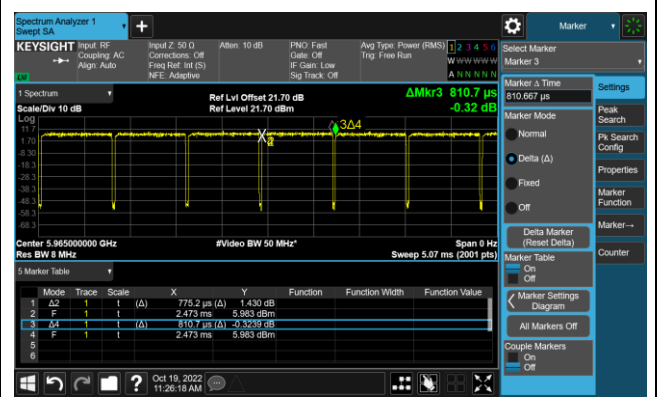 Spectrum Analyzer 1
Swept SA
+
Marker
KEYSIGHT
Input: RF
Coupling: AC
Align: Auto
Input Z: 50 Ω
Corrections: Off
Freq Ref: Int (S)
NFE: Adaptive
Atten: 10 dB
PNO: Fast
Gate: Off
IF Gain: Low
Sig Track: Off
Avg Type: Power (RMS)
Trig: Free Run
1 2 3 4 5 6
W W W W W W
A N N N N N
LXI
Select Marker
Marker 3
1 Spectrum
Scale/Div 10 dB
Ref Lvl Offset 21.70 dB
Ref Level 21.70 dBm
ΔMkr3 810.7 µs
-0.32 dB
Log
11.7
1.70
-8.30
-18.3
-28.3
-38.3
-48.3
-58.3
-68.3
3Δ4
Center 5.965000000 GHz
Res BW 8 MHz
#Video BW 50 MHz*
Span 0 Hz
Sweep 5.07 ms (2001 pts)
5 Marker Table
Mode Trace Scale X Y Function Function Width Function Value
1 Δ2 1 t (Δ) 775.2 µs (Δ) 1.430 dB
2 F 1 t 2.473 ms 5.983 dBm
3 Δ4 1 t (Δ) 810.7 µs (Δ) -0.3239 dB
4 F 1 t 2.473 ms 5.983 dBm
5
6
Marker Δ Time
810.667 µs
Marker Mode
Normal
Delta (Δ)
Fixed
Off
Delta Marker
(Reset Delta)
Marker Table
On
Off
Marker Settings
Diagram
All Markers Off
Couple Markers
On
Off
Settings
Peak
Search
Pk Search
Config
Properties
Marker
Function
Marker→
Counter
?
Oct 19, 2022
11:26:18 AM